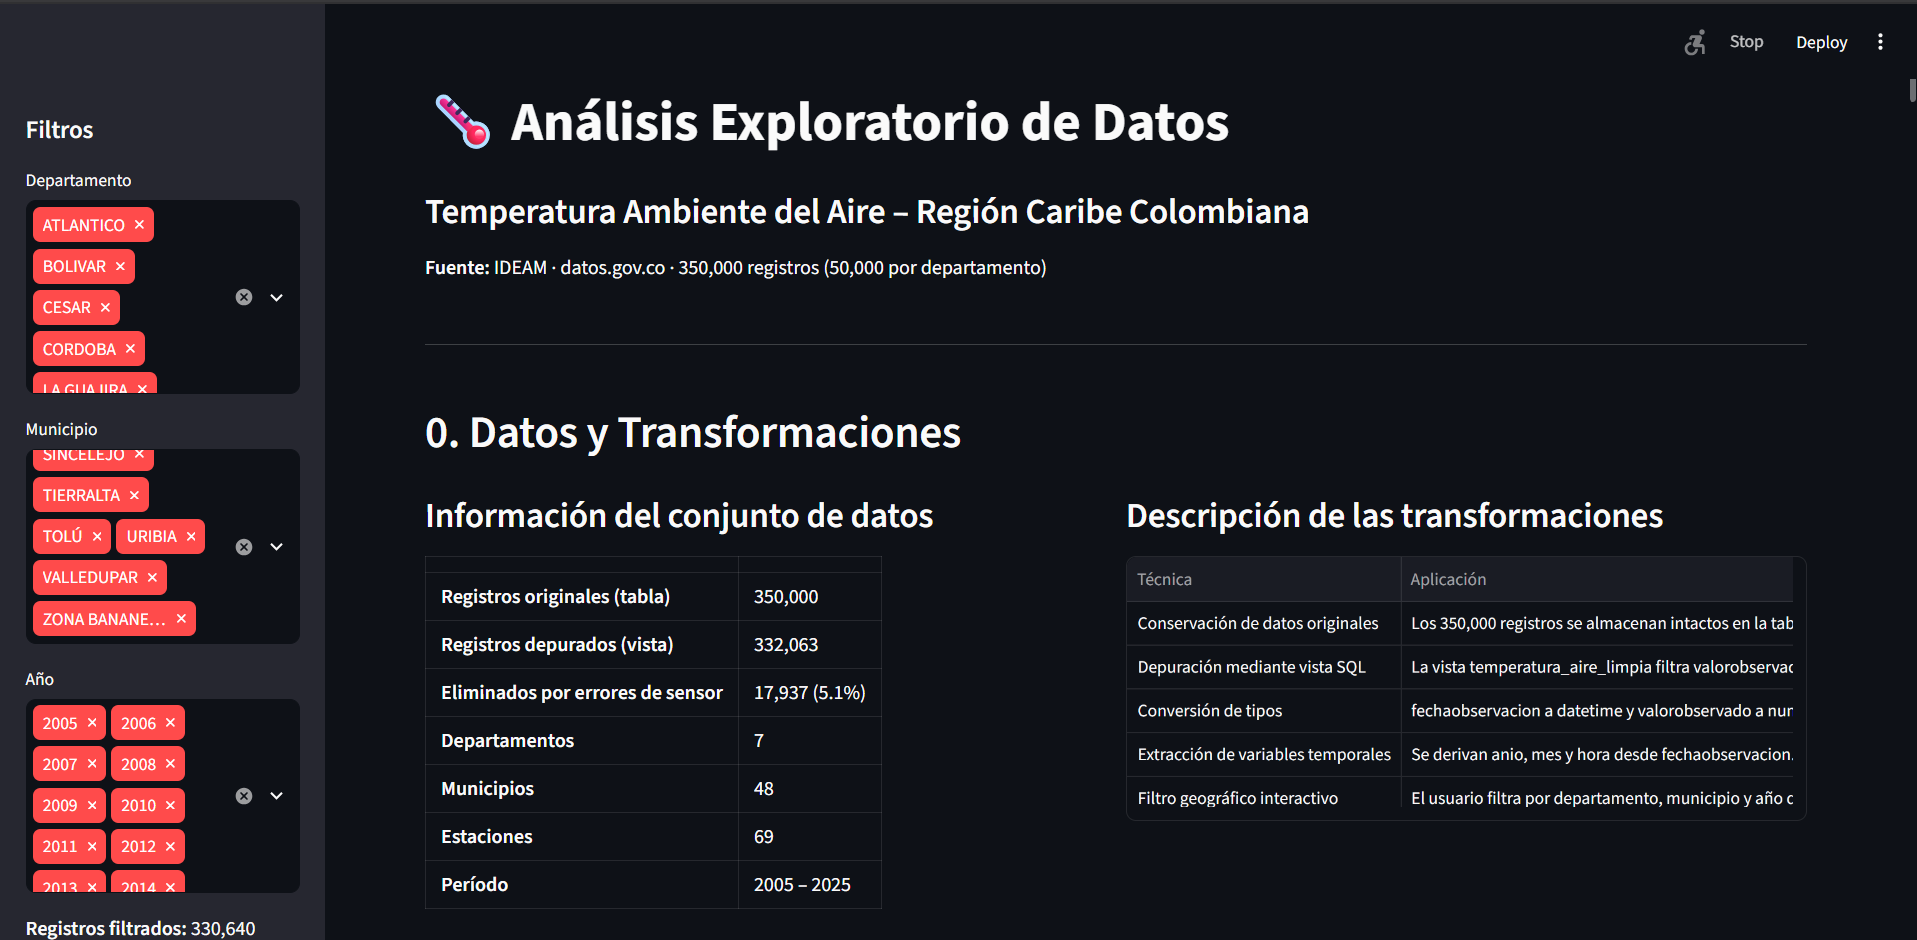 Stop
Deploy
Filtros
Departamento
ATLANTICO
BOLIVAR
CESAR
CORDOBA
LA GUAJIRA
Municipio
SINCELEJO
TIERRALTA
TOLÚ URIBIA
VALLEDUPAR
ZONA BANANE...
Año
2005 2006
2007 2008
2009 2010
2011 2012
2013 2014
Registros filtrados: 330,640
Análisis Exploratorio de Datos
Temperatura Ambiente del Aire – Región Caribe Colombiana
Fuente: IDEAM · datos.gov.co · 350,000 registros (50,000 por departamento)
0. Datos y Transformaciones
Información del conjunto de datos
Registros originales (tabla) 350,000
Registros depurados (vista) 332,063
Eliminados por errores de sensor 17,937 (5.1%)
Departamentos 7
Municipios 48
Estaciones 69
Período 2005 – 2025
Descripción de las transformaciones
Técnica Aplicación
Conservación de datos originales Los 350,000 registros se almacenan intactos en la tab
Depuración mediante vista SQL La vista temperatura_aire_limpia filtra valorobservac
Conversión de tipos fechaobservacion a datetime y valorobservado a nur
Extracción de variables temporales Se derivan anio, mes y hora desde fechaobservacion.
Filtro geográfico interactivo El usuario filtra por departamento, municipio y año c